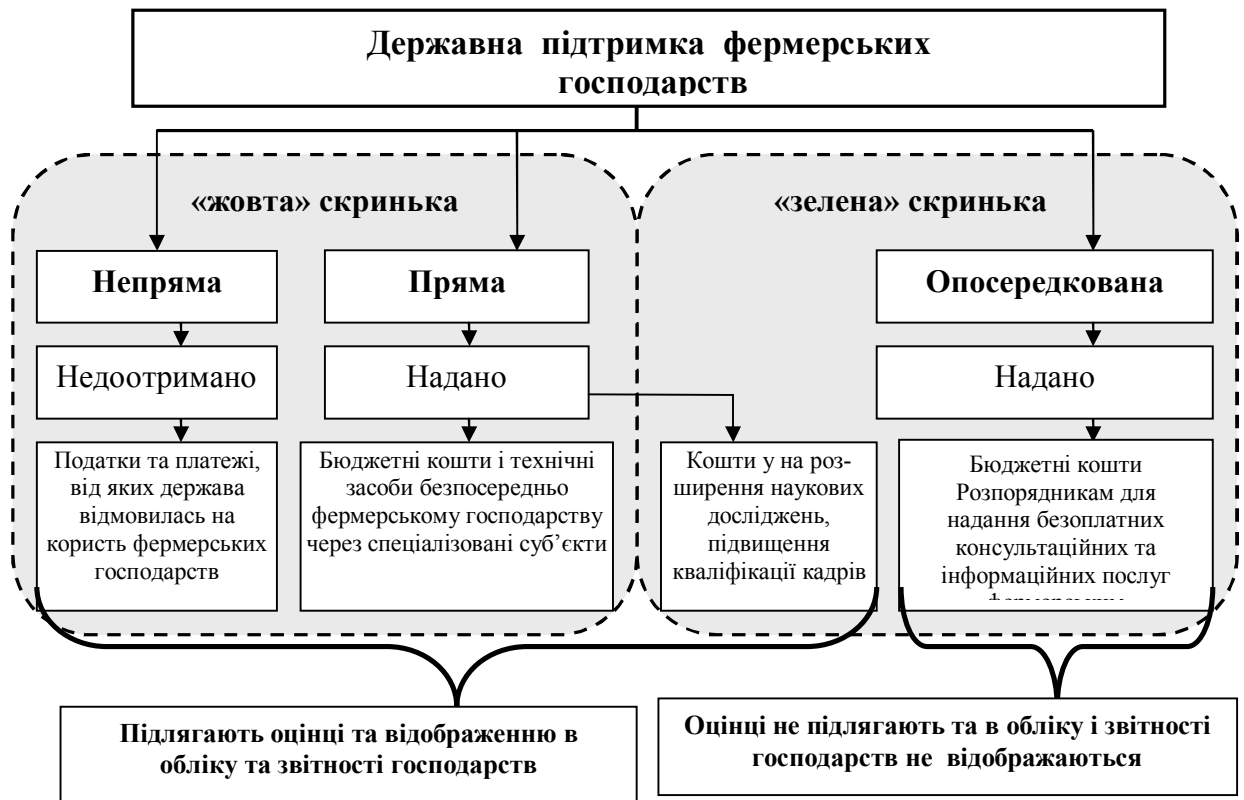 Державна підтримка фермерських
господарств
«жовта» скринька
«зелена» скринька
Непряма
Пряма
Опосередкована
Недоотримано
Надано
Надано
Податки та платежі,
від яких держава
відмовилась на
користь фермерських
господарств
Бюджетні кошти і технічні
засоби безпосередньо
фермерському господарству
через спеціалізовані суб’єкти
Кошти у на роз-
ширення наукових
досліджень,
підвищення
кваліфікації кадрів
Бюджетні кошти
Розпорядникам для
надання безоплатних
консультаційних та
інформаційних послуг
Підлягають оцінці та відображенню в
обліку та звітності господарств
Оцінці не підлягають та в обліку і звітності
господарств не відображаються